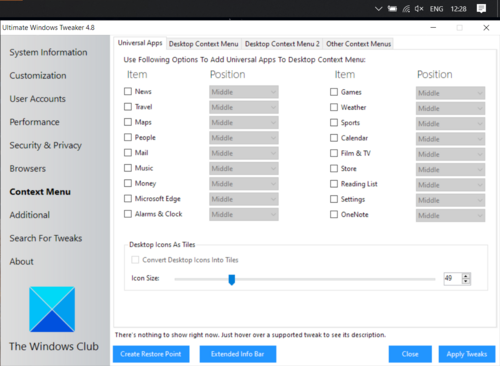 ENG 12:28
Ultimate Windows Tweaker 4.8
System Information
Customization
User Accounts
Performance
Security & Privacy
Browsers
Context Menu
Additional
Search For Tweaks
About
The Windows Club
Universal Apps Desktop Context Menu Desktop Context Menu 2 Other Context Menus
Use Following Options To Add Universal Apps To Desktop Context Menu:
Item Position Item Position
News Middle Games Middle
Travel Middle Weather Middle
Maps Middle Sports Middle
People Middle Calendar Middle
Mail Middle Film & TV Middle
Music Middle Store Middle
Money Middle Reading List Middle
Microsoft Edge Middle Settings Middle
Alarms & Clock Middle OneNote Middle
Desktop Icons As Tiles
Convert Desktop Icons Into Tiles
Icon Size: 49
There's nothing to show right now. Just hover over a supported tweak to see its description.
Create Restore Point Extended Info Bar Close Apply Tweaks